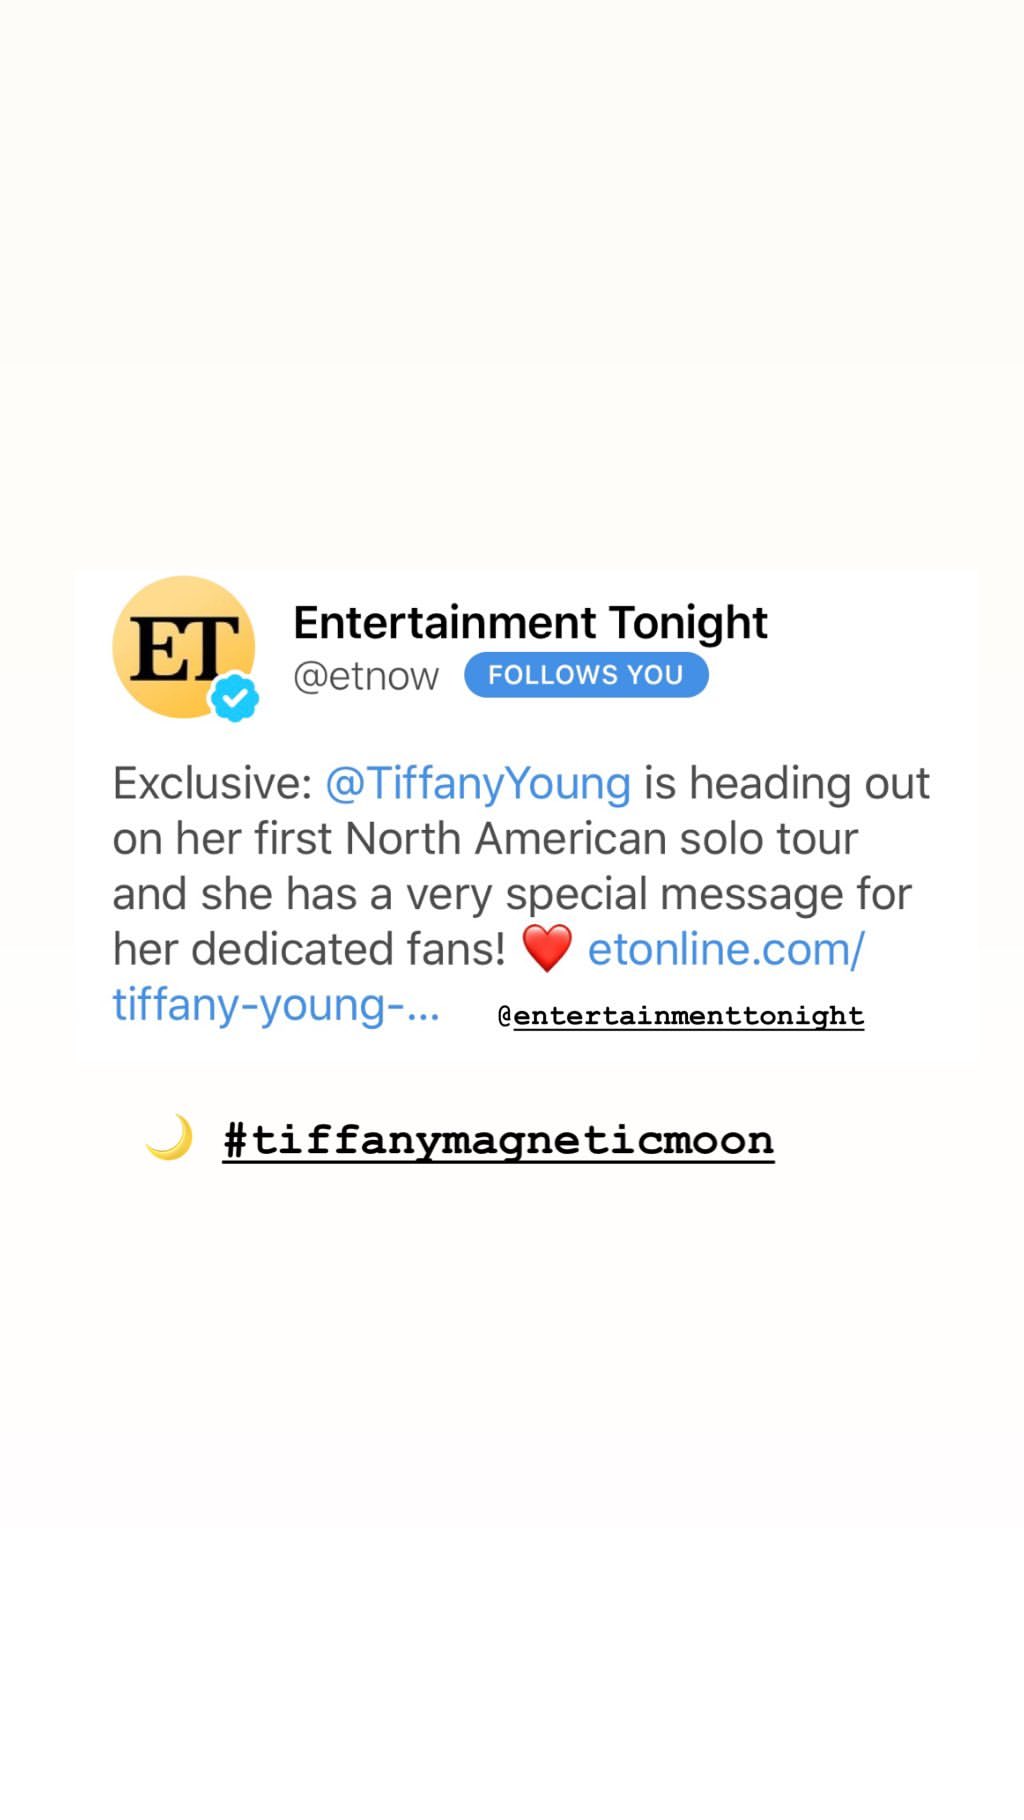 ET
Entertainment Tonight
@etnow FOLLOWS YOU
Exclusive: @TiffanyYoung is heading out
on her first North American solo tour
and she has a very special message for
her dedicated fans! ❤️ etonline.com/
tiffany-young-... @entertainmenttonight
🌙 #tiffanymagneticmoon